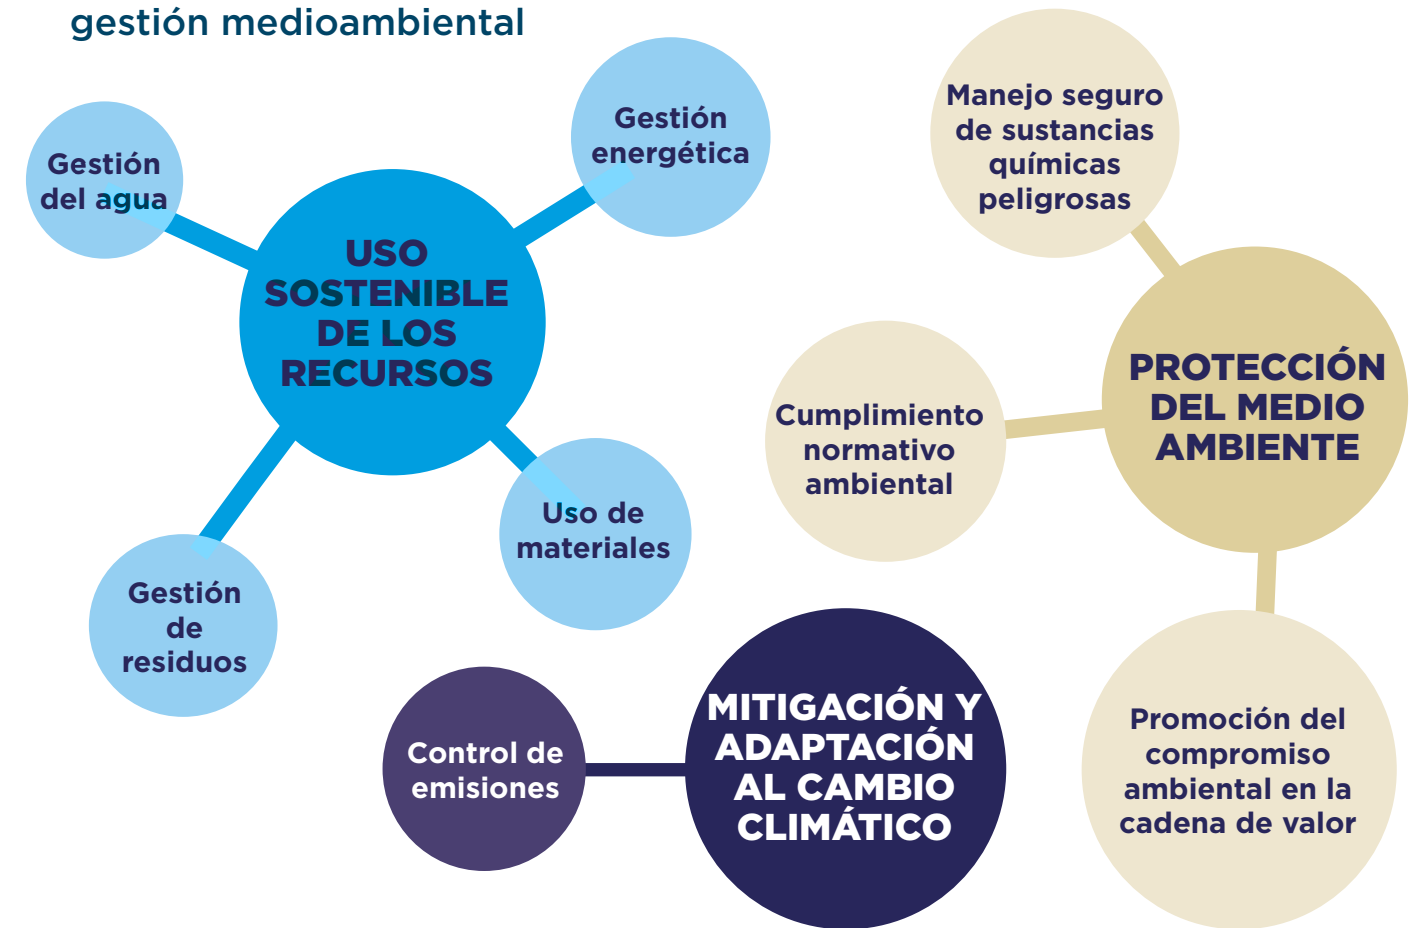 gestión medioambiental
Gestión
del agua
Gestión
energética
USO
SOSTENIBLE
DE LOS
RECURSOS
Gestión
de
residuos
Uso de
materiales
Manejo seguro
de sustancias
químicas
peligrosas
Cumplimiento
normativo
ambiental
PROTECCIÓN
DEL MEDIO
AMBIENTE
Promoción del
compromiso
ambiental en la
cadena de valor
Control de
emisiones
MITIGACIÓN Y
ADAPTACIÓN
AL CAMBIO
CLIMÁTICO